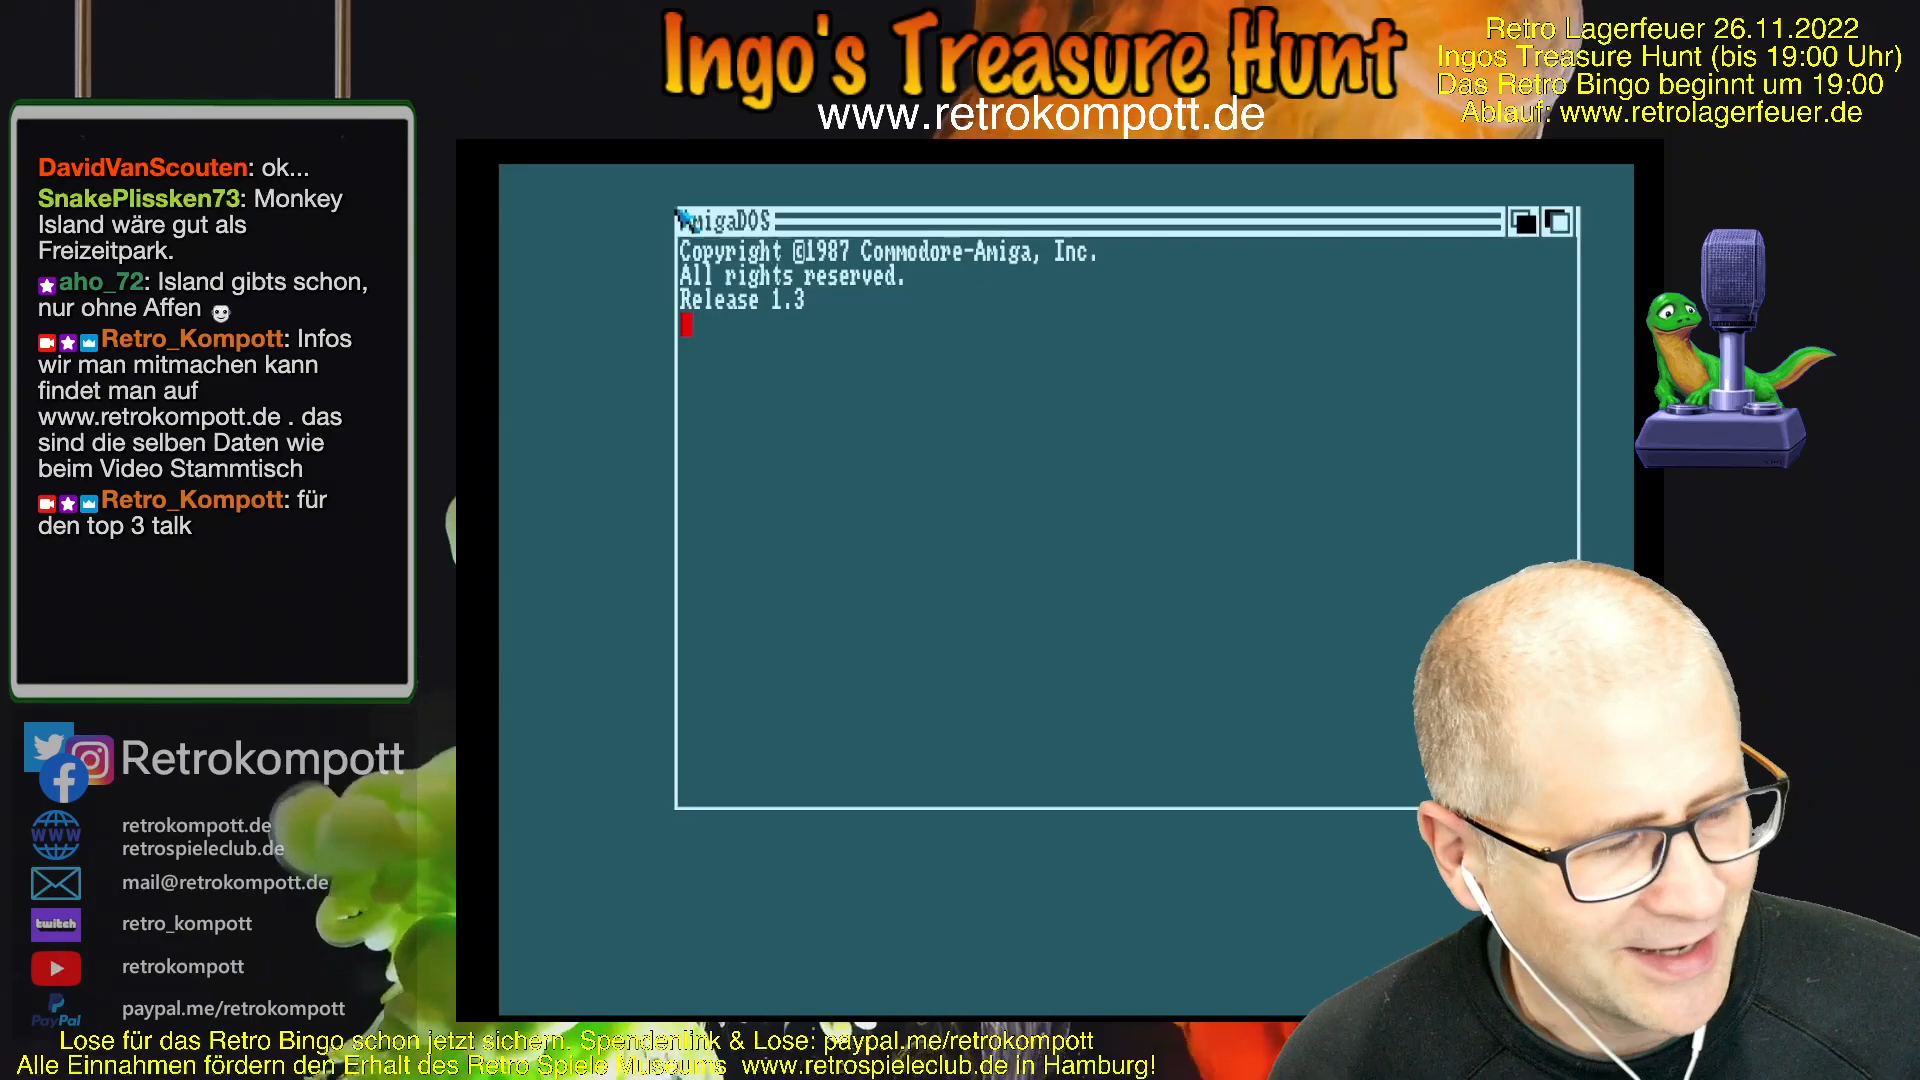 Ingo's Treasure Hunt
www.retrokompott.de
Retro Lagerfeuer 26.11.2022
Ingos Treasure Hunt (bis 19:00 Uhr)
Das Retro Bingo beginnt um 19:00
Ablauf: www.retrolagerfeuer.de
DavidVanScouten: ok...
SnakePlissken73: Monkey
Island wäre gut als
Freizeitpark.
aho_72: Island gibts schon,
nur ohne Affen
Retro_Kompott: Infos
wir man mitmachen kann
findet man auf
www.retrokompott.de . das
sind die selben Daten wie
beim Video Stammtisch
Retro_Kompott: für
den top 3 talk
AmigaDOS
Copyright ©1987 Commodore-Amiga, Inc.
All rights reserved.
Release 1.3
Retrokompott
WWW
retrokompott.de
retrospieleclub.de
mail@retrokompott.de
twitch
retro_kompott
retrokompott
PayPal
paypal.me/retrokompott
Lose für das Retro Bingo schon jetzt sichern. Spendenlink & Lose: paypal.me/retrokompott
Alle Einnahmen fördern den Erhalt des Retro Spiele Museums www.retrospieleclub.de in Hamburg!